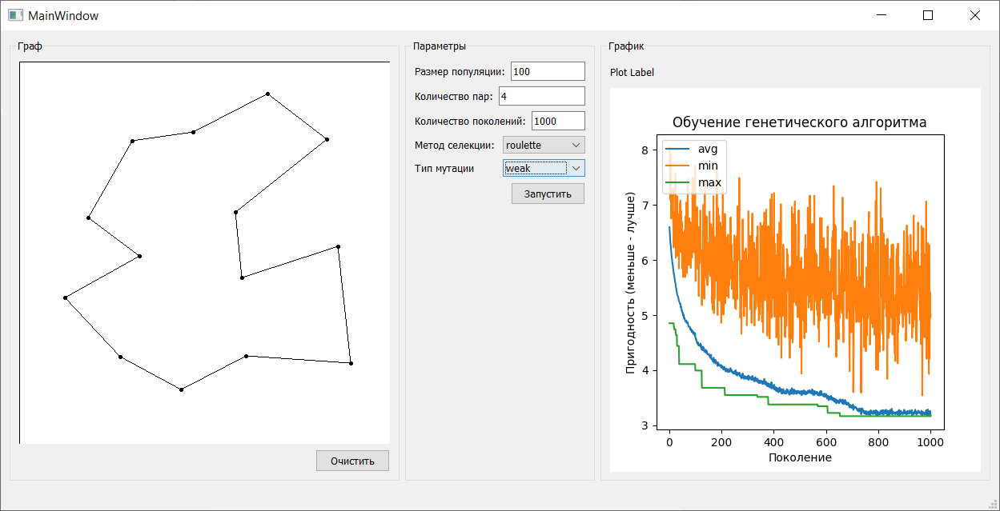 MainWindow
Граф
Очистить
Параметры
Размер популяции: 100
Количество пар: 4
Количество поколений: 1000
Метод селекции: roulette
Тип мутации weak
Запустить
График
Plot Label
Обучение генетического алгоритма
avg
min
max
Пригодность (меньше - лучше)
8
7
6
5
4
3
0 200 400 600 800 1000
Поколение